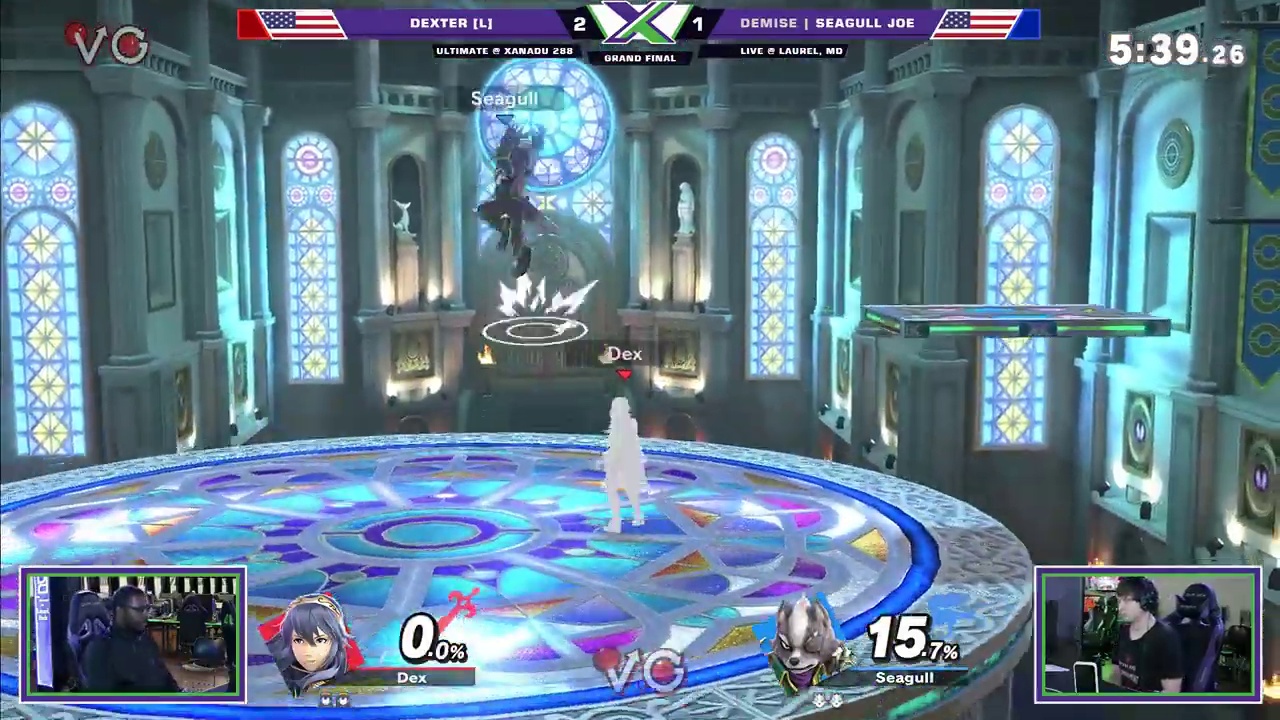 DEXTER [L]
2
1
DEMISE | SEAGULL JOE
ULTIMATE @ XANADU 288
GRAND FINAL
LIVE @ LAUREL, MD
VG
5:39.26
Seagull
Dex
0.0%
Dex
VG
15.7%
Seagull